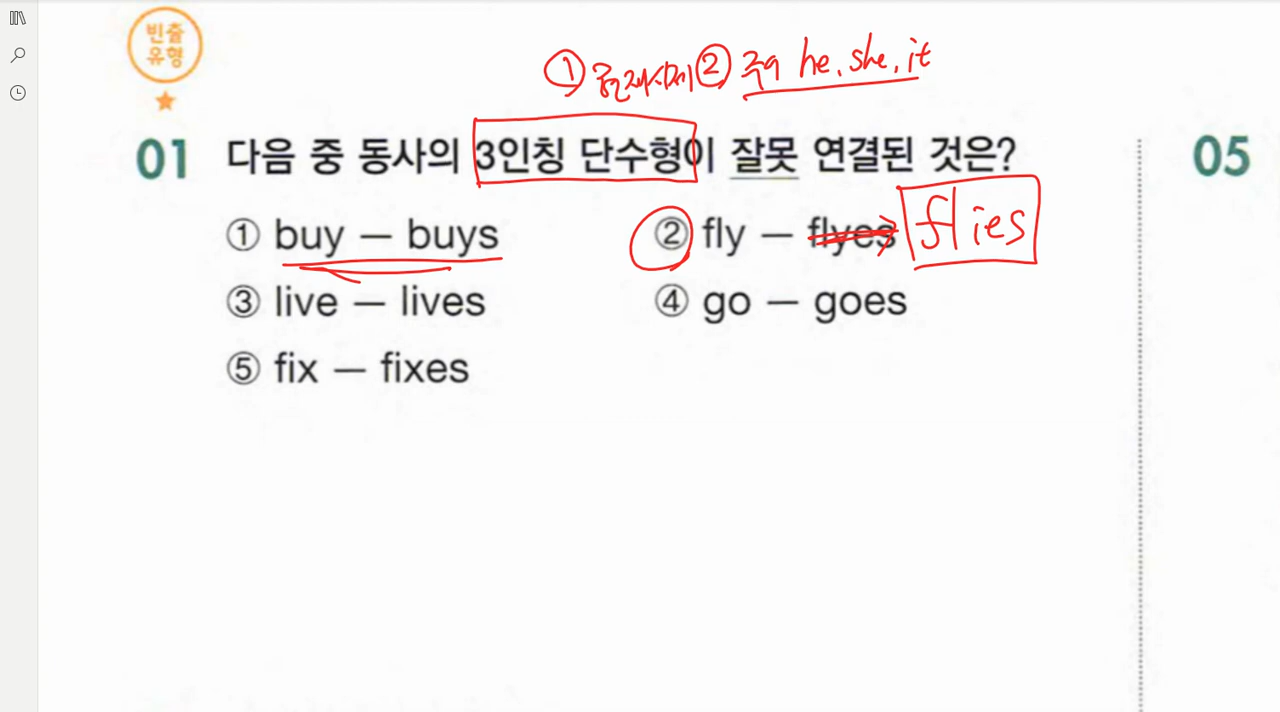 빈출
유형
① 현재시제 ② 주어 he, she, it
01 다음 중 동사의 3인칭 단수형이 잘못 연결된 것은?
① buy — buys
② fly — flyes flies
③ live — lives
④ go — goes
⑤ fix — fixes
05